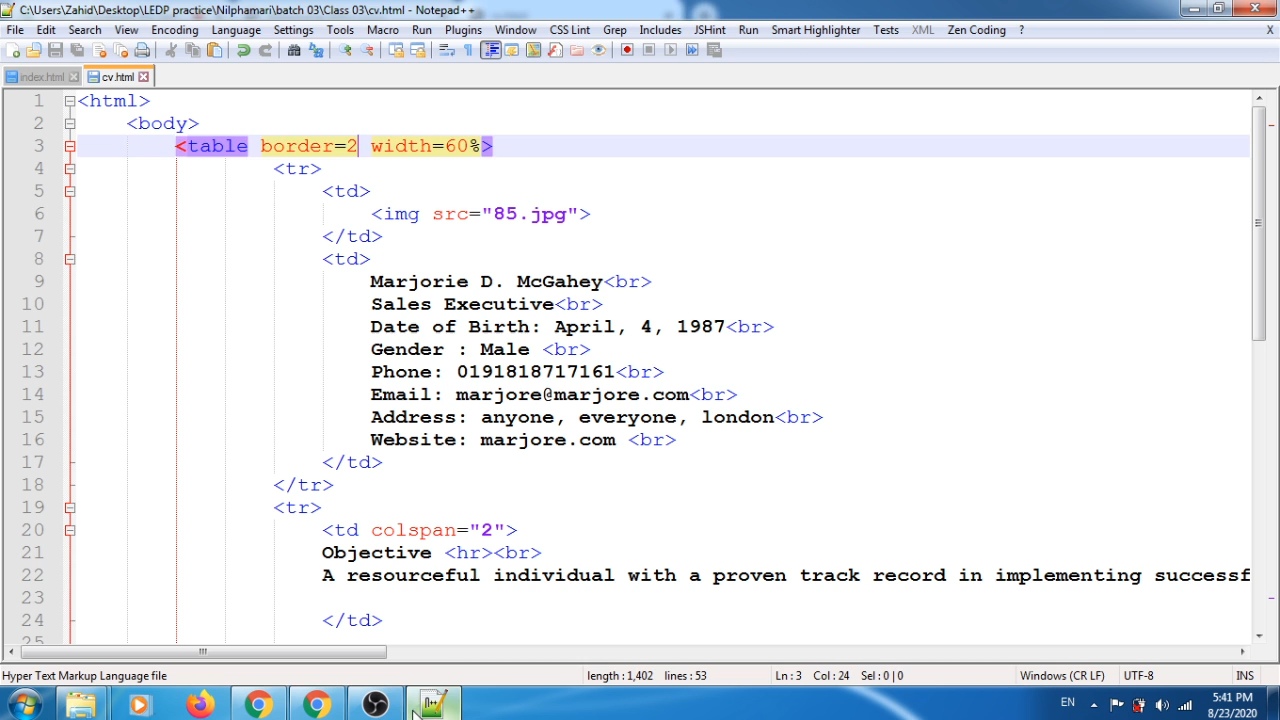 C:\Users\Zahid\Desktop\LEDP practice\Nilphamari\batch 03\Class 03\cv.html - Notepad++
File Edit Search View Encoding Language Settings Tools Macro Run Plugins Window CSS Lint Grep Includes JSHint Run Smart Highlighter Tests Zen Coding XML ? X
index.html cv.html
1 <html>
2 <body>
3 <table border=2 width=60%>
4 <tr>
5 <td>
6 <img src="85.jpg">
7 </td>
8 <td>
9 Marjorie D. McGahey<br>
10 Sales Executive<br>
11 Date of Birth: April, 4, 1987<br>
12 Gender : Male <br>
13 Phone: 0191818717161<br>
14 Email: marjore@marjore.com<br>
15 Address: anyone, everyone, london<br>
16 Website: marjore.com <br>
17 </td>
18 </tr>
19 <tr>
20 <td colspan="2">
21 Objective <hr><br>
22 A resourceful individual with a proven track record in implementing successf
23
24 </td>
25
Hyper Text Markup Language file length : 1,402 lines : 53 Ln : 3 Col : 24 Sel : 0 | 0 Windows (CR LF) UTF-8 INS
EN 5:41 PM
8/23/2020